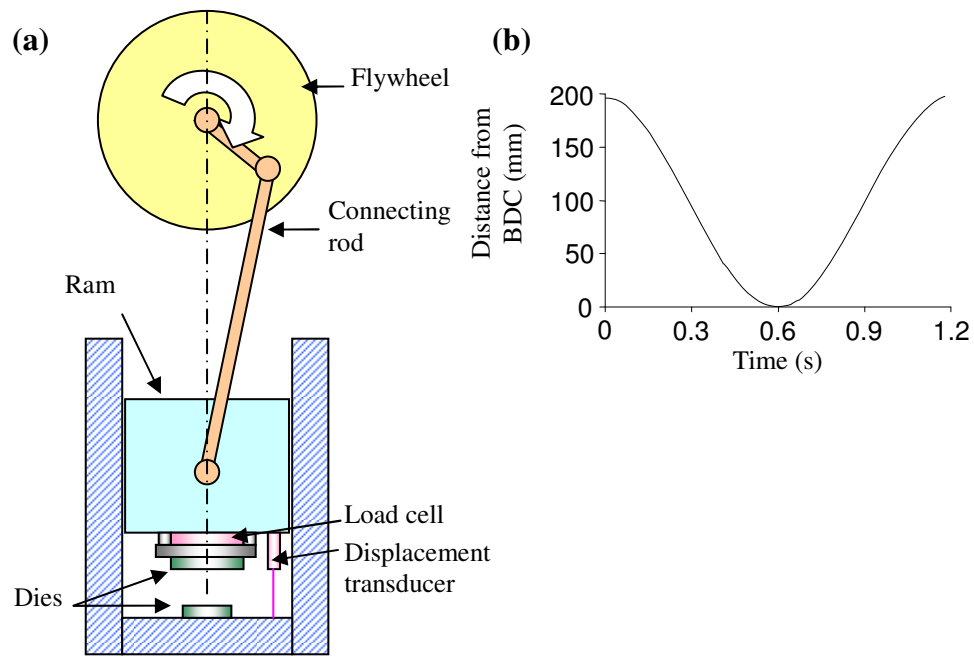 (a)
Flywheel
Connecting
rod
Ram
Load cell
Displacement
transducer
Dies
(b)
Distance from
BDC (mm)
200
150
100
50
0
0 0.3 0.6 0.9 1.2
Time (s)